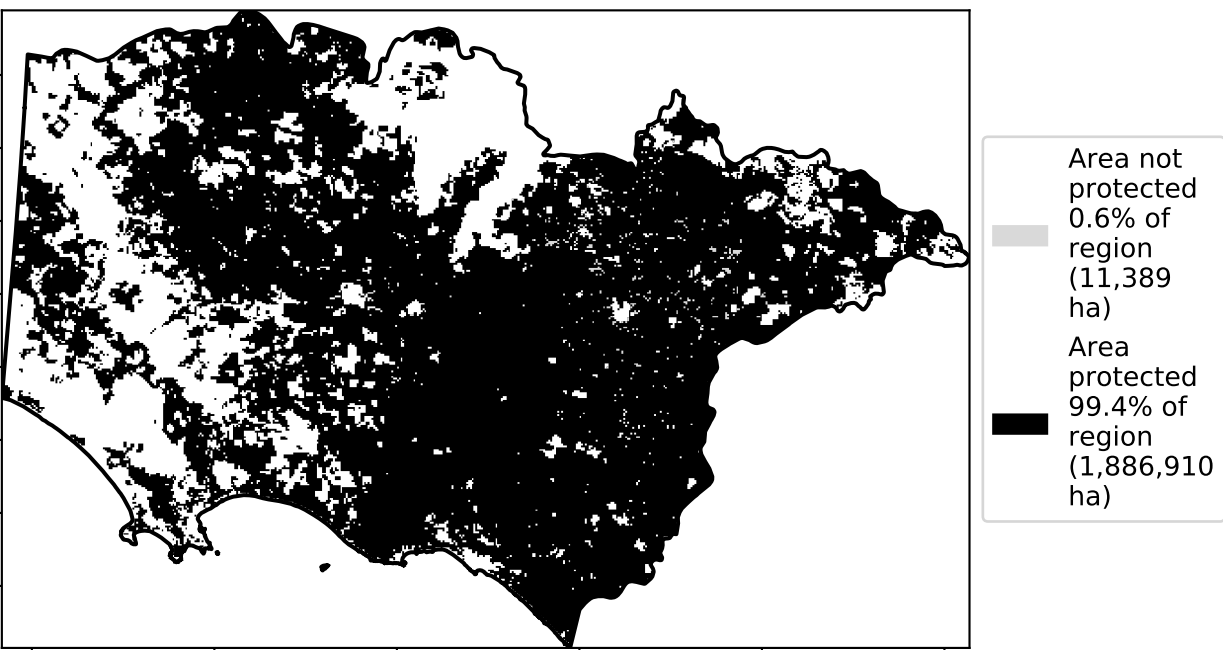 Area not
protected
0.6% of
region
(11,389
ha)
Area
protected
99.4% of
region
(1,886,910
ha)